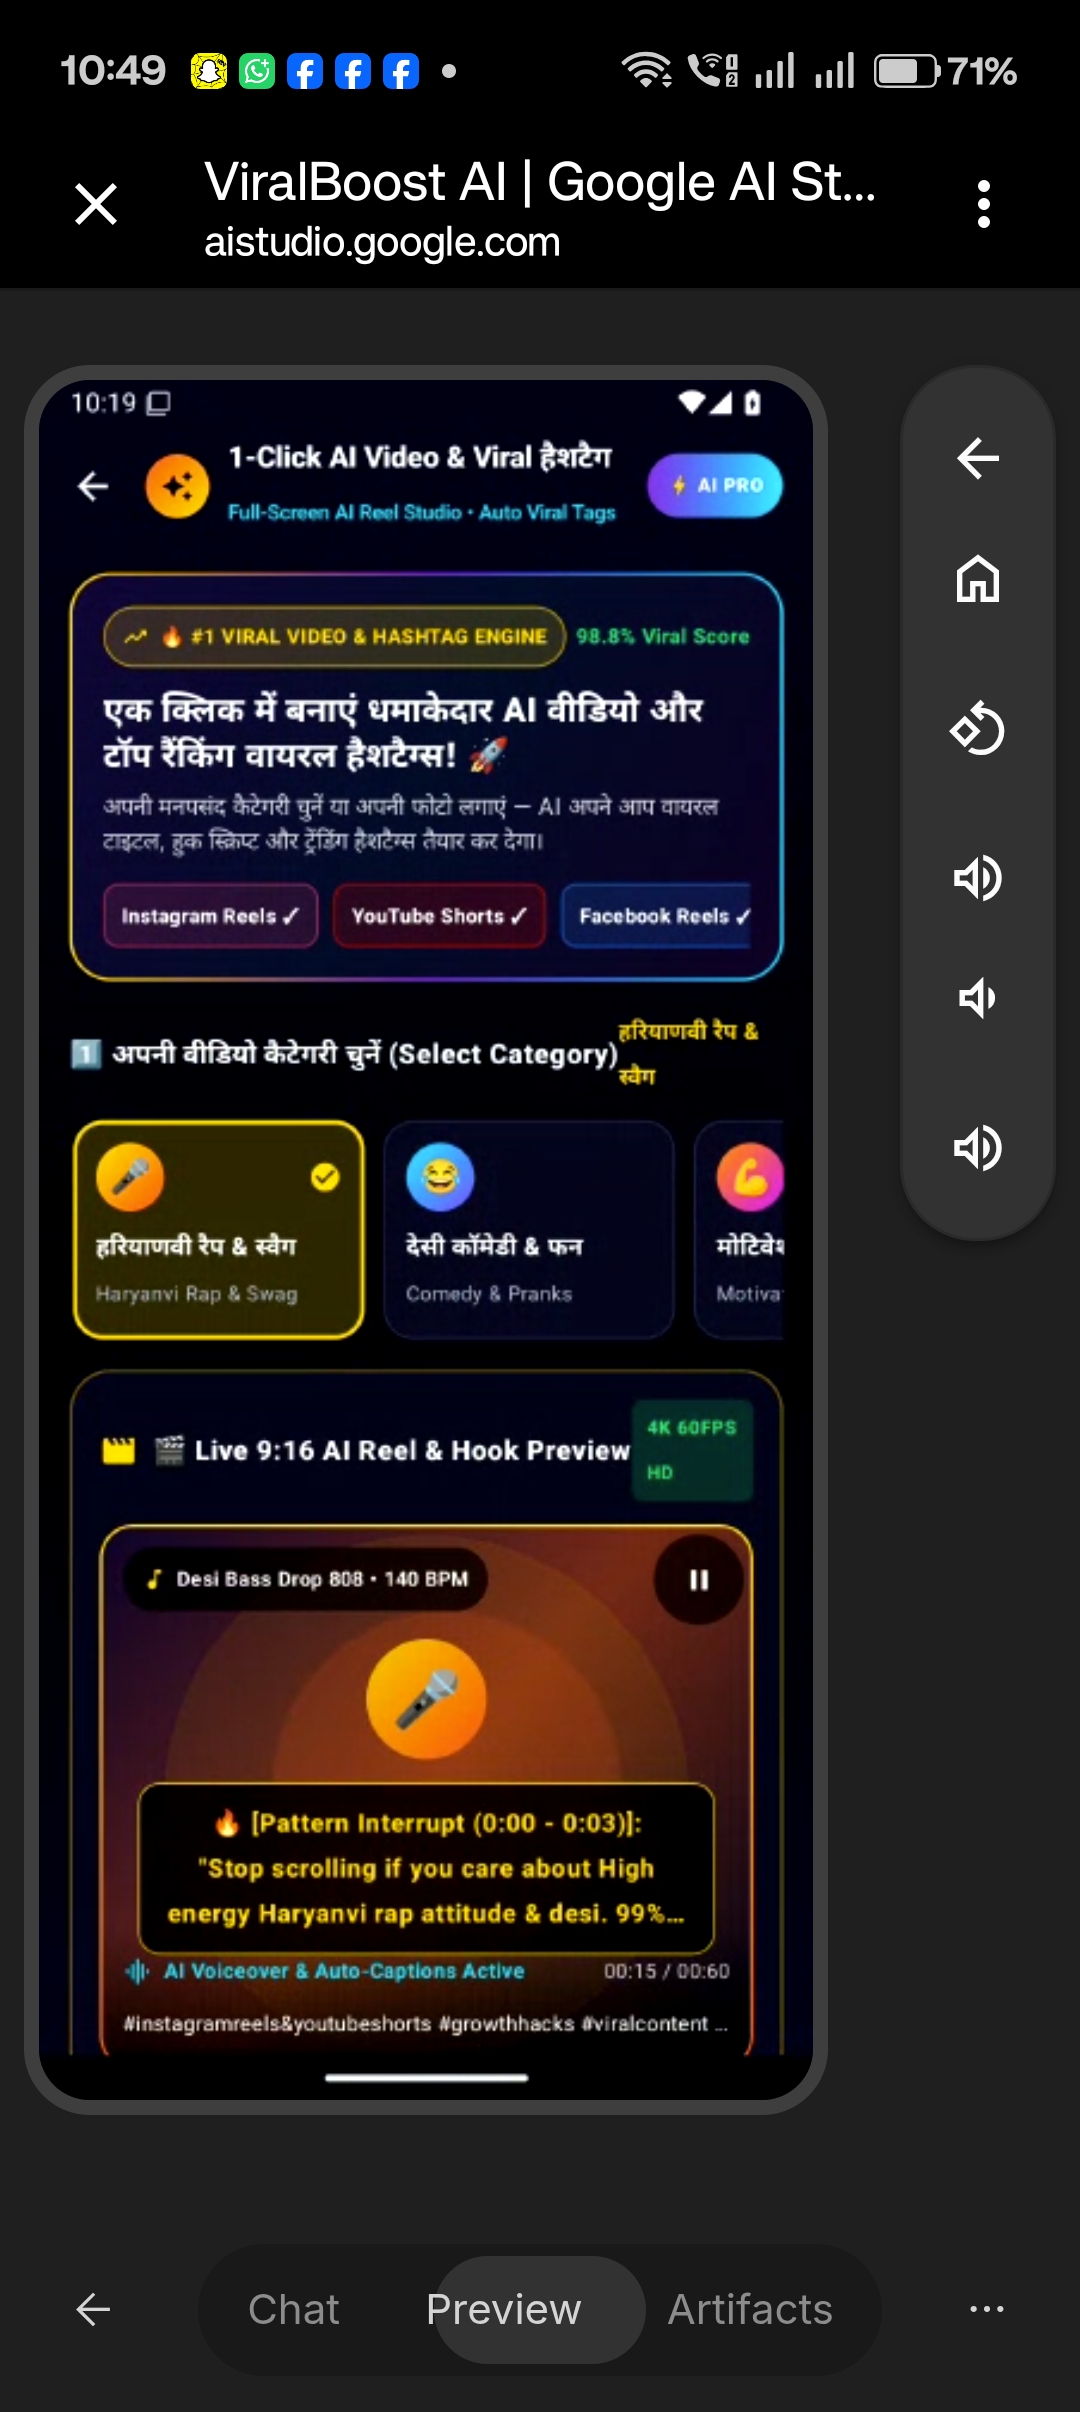 10:49
71%
ViralBoost AI | Google AI St...
aistudio.google.com
10:19
1-Click AI Video & Viral हैशटैग
Full-Screen AI Reel Studio • Auto Viral Tags
⚡ AI PRO
🔥 #1 VIRAL VIDEO & HASHTAG ENGINE
98.8% Viral Score
एक क्लिक में बनाएं धमाकेदार AI वीडियो और
टॉप रैंकिंग वायरल हैशटैग्स! 🚀
अपनी मनपसंद कैटेगरी चुनें या अपनी फोटो लगाएं — AI अपने आप वायरल
टाइटल, हुक स्क्रिप्ट और ट्रेंडिंग हैशटैग्स तैयार कर देगा।
Instagram Reels ✓
YouTube Shorts ✓
Facebook Reels ✓
1️⃣ अपनी वीडियो कैटेगरी चुनें (Select Category)
हरियाणवी रैप &
स्वैग
हरियाणवी रैप & स्वैग
Haryanvi Rap & Swag
देसी कॉमेडी & फन
Comedy & Pranks
मोटिवेश
Motiva
🎬 Live 9:16 AI Reel & Hook Preview
4K 60FPS
HD
Desi Bass Drop 808 • 140 BPM
🔥 [Pattern Interrupt (0:00 - 0:03)]:
"Stop scrolling if you care about High
energy Haryanvi rap attitude & desi. 99%...
AI Voiceover & Auto-Captions Active
00:15 / 00:60
#instagramreels&youtubeshorts #growthhacks #viralcontent ...
Chat
Preview
Artifacts